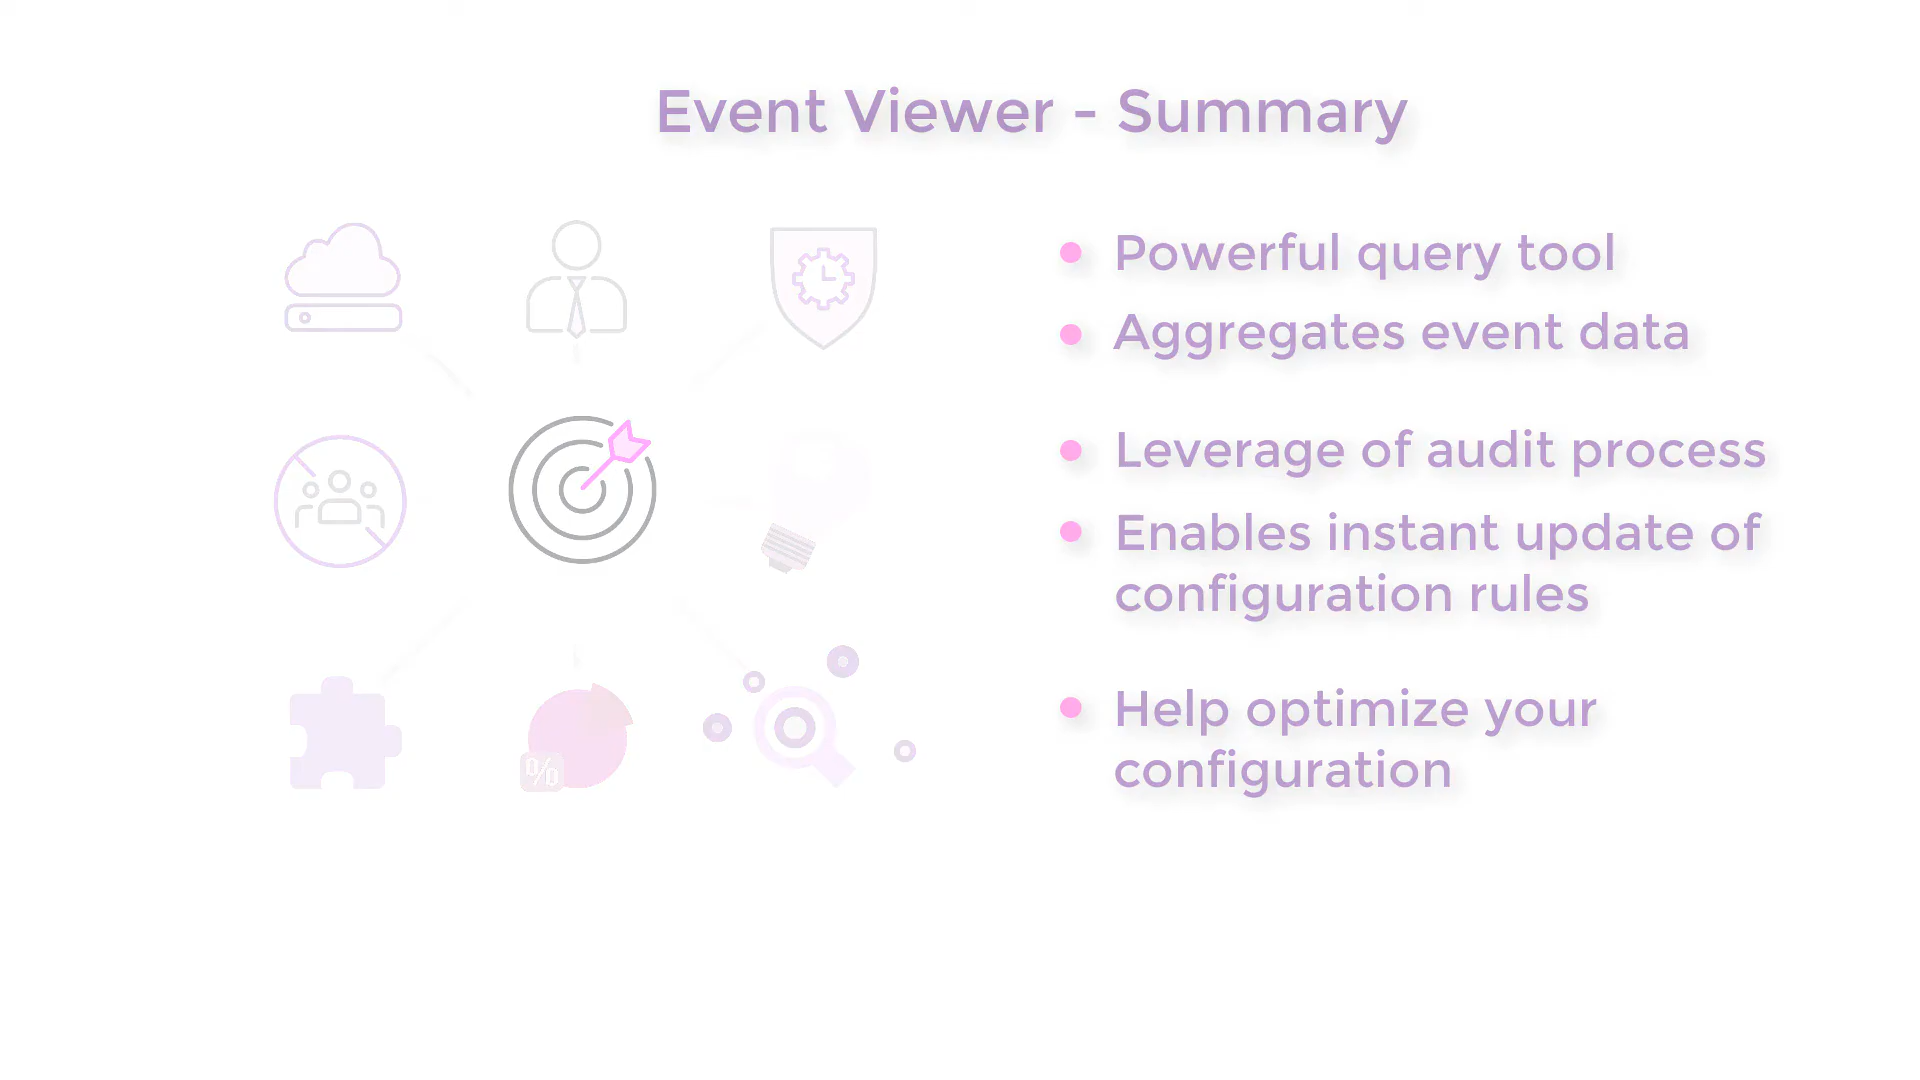 Event Viewer - Summary
Powerful query tool
Aggregates event data
Leverage of audit process
Enables instant update of
configuration rules
Help optimize your
configuration
%